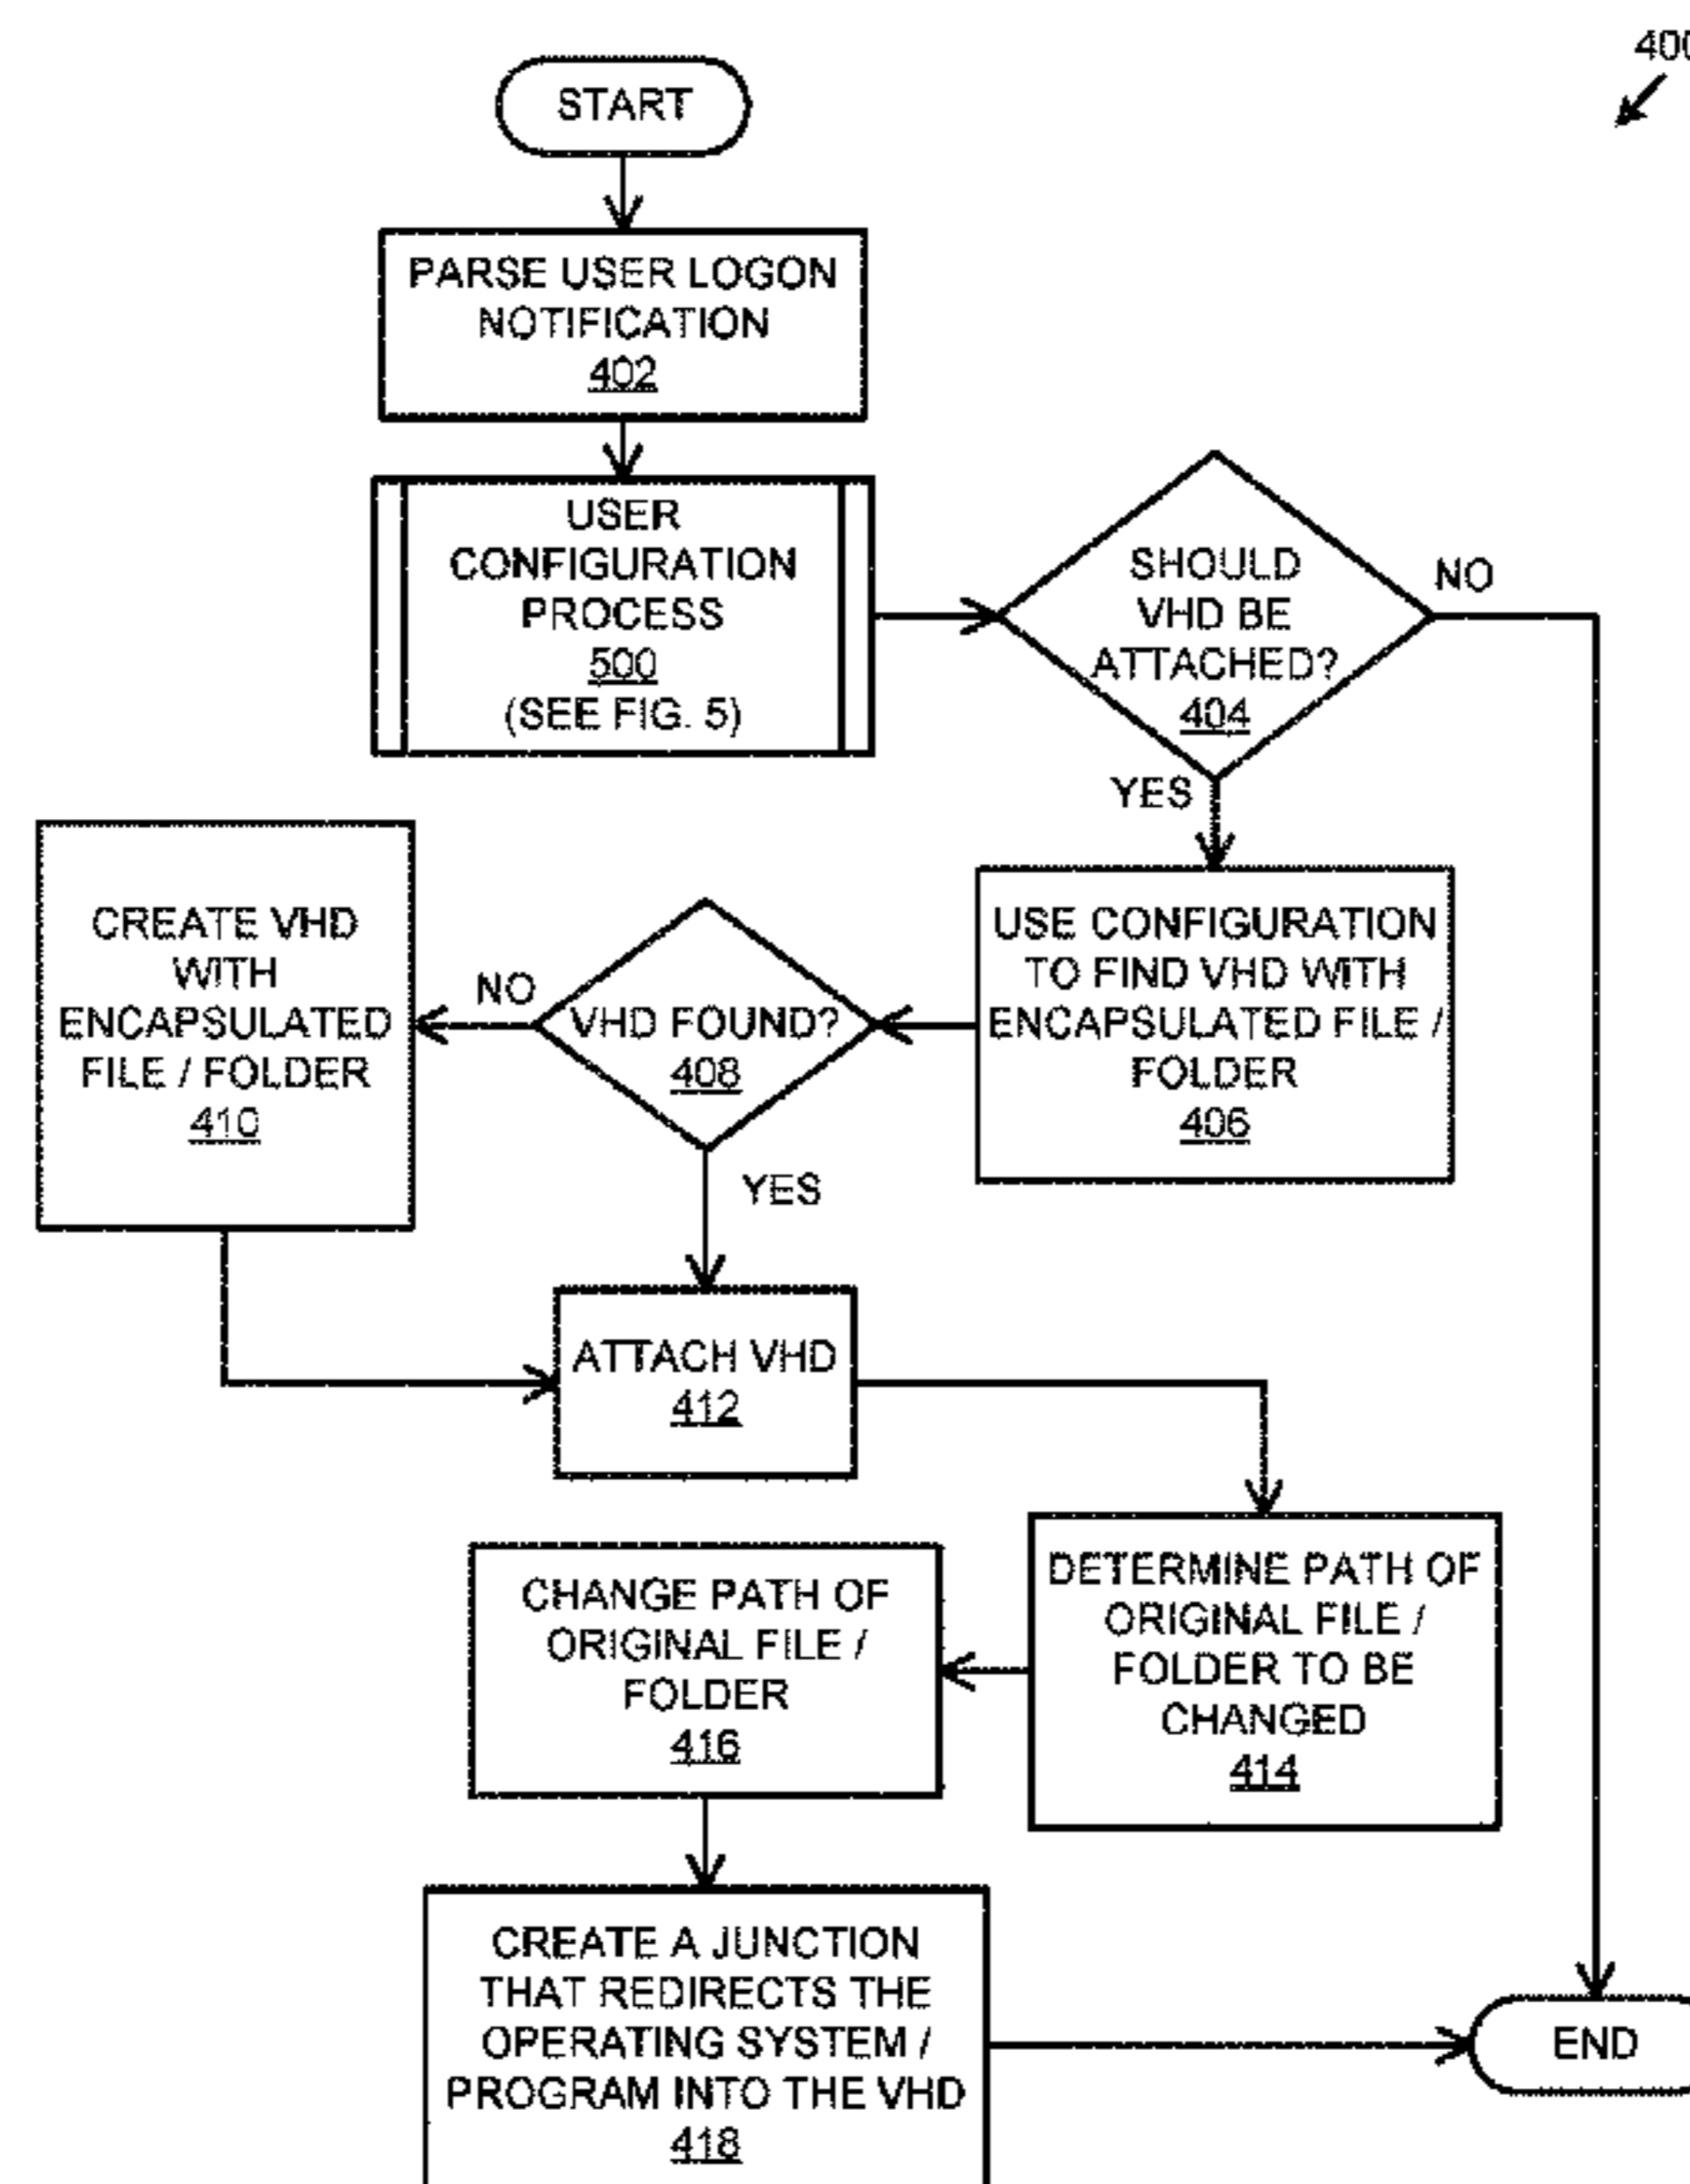 400
START
PARSE USER LOGON
NOTIFICATION
402
USER
CONFIGURATION
PROCESS
500
(SEE FIG. 5)
SHOULD
VHD BE
ATTACHED?
404
NO
YES
USE CONFIGURATION
TO FIND VHD WITH
ENCAPSULATED FILE /
FOLDER
406
VHD FOUND?
408
NO
YES
CREATE VHD
WITH
ENCAPSULATED
FILE / FOLDER
410
ATTACH VHD
412
DETERMINE PATH OF
ORIGINAL FILE /
FOLDER TO BE
CHANGED
414
CHANGE PATH OF
ORIGINAL FILE /
FOLDER
416
CREATE A JUNCTION
THAT REDIRECTS THE
OPERATING SYSTEM /
PROGRAM INTO THE VHD
418
END